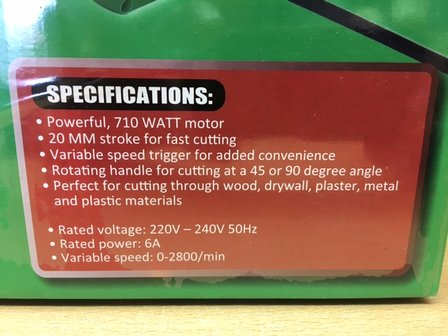 SPECIFICATIONS:
• Powerful, 710 WATT motor
• 20 MM stroke for fast cutting
• Variable speed trigger for added convenience
• Rotating handle for cutting at a 45 or 90 degree angle
• Perfect for cutting through wood, drywall, plaster, metal
and plastic materials
• Rated voltage: 220V – 240V 50Hz
• Rated power: 6A
• Variable speed: 0-2800/min